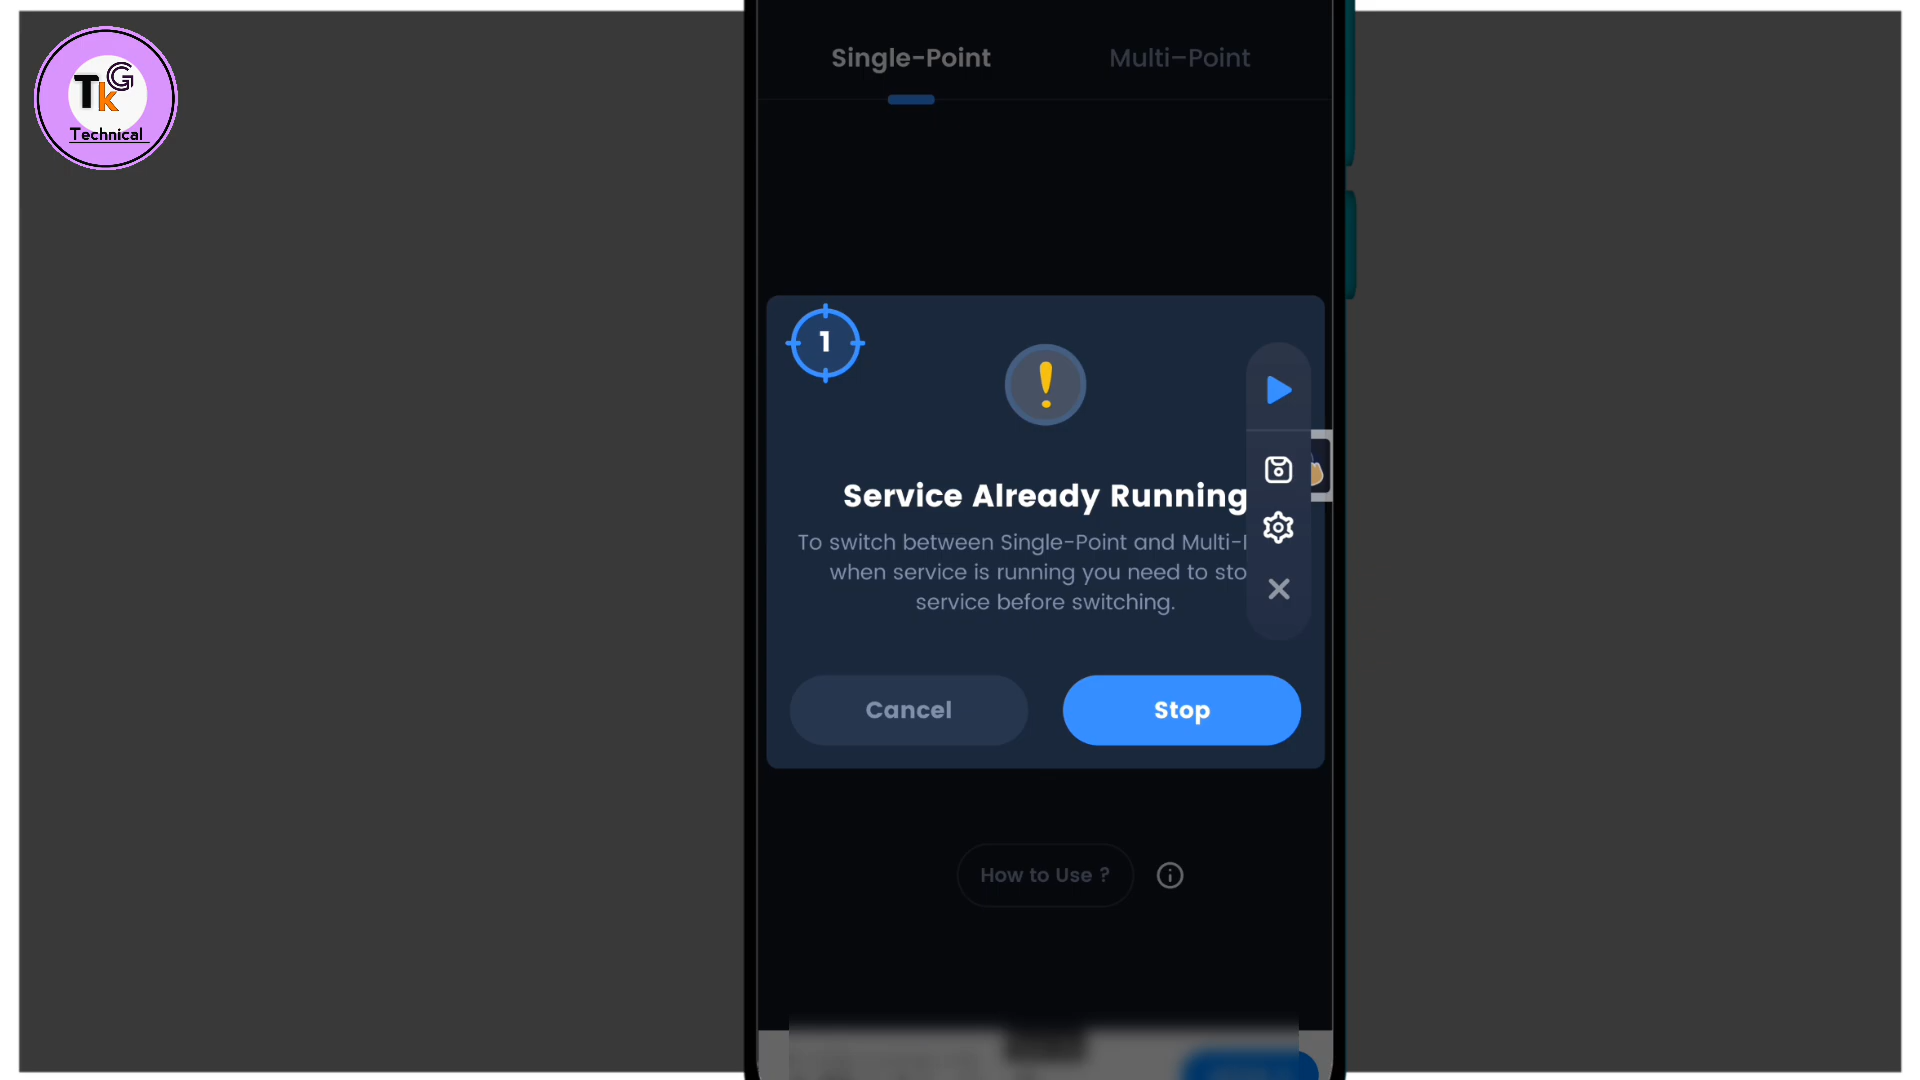 TkG
Technical
Single-Point
Multi-Point
1
!
Service Already Running
To switch between Single-Point and Multi-
when service is running you need to sto
service before switching.
Cancel
Stop
How to Use ?